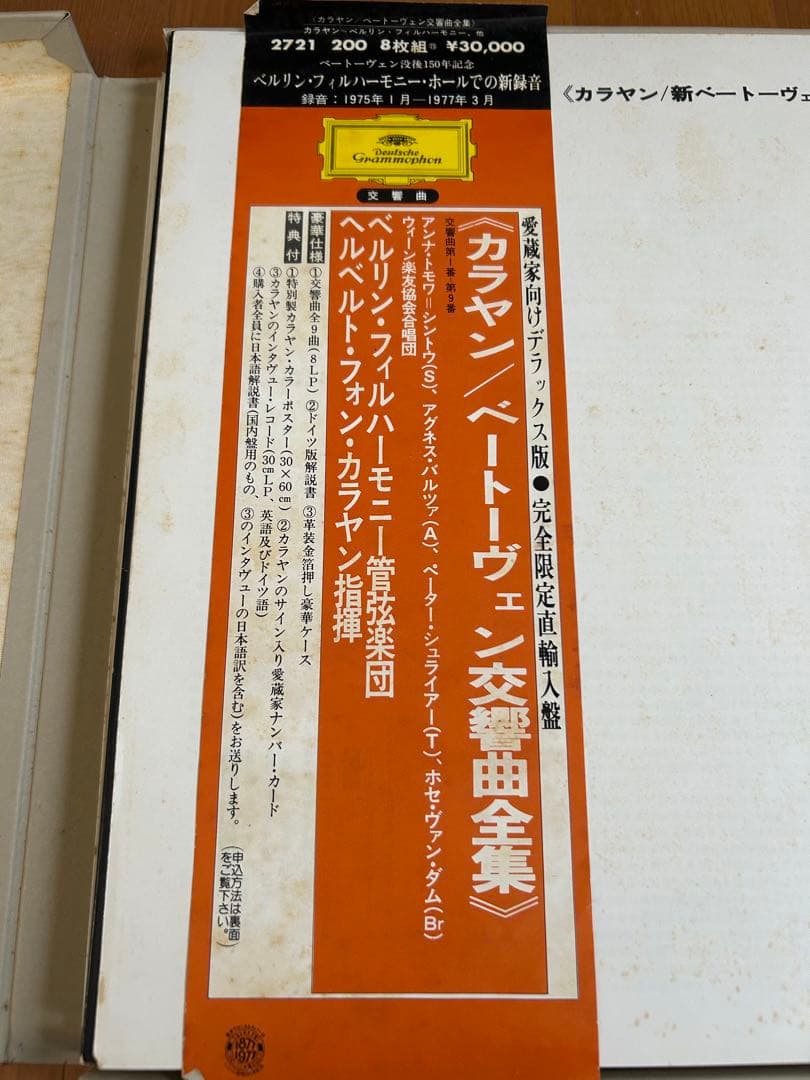 〈カラヤン/ベートーヴェン交響曲全集〉
カラヤン〜ベルリン・フィルハーモニー、他
2721 200 8枚組⑮ ¥30,000
ベートーヴェン没後150年記念
ベルリン・フィルハーモニー・ホールでの新録音
録音:1975年1月—1977年3月
Deutsche
Grammophon
交響曲
《カラヤン/新ベートーヴェ
愛蔵家向けデラックス版●完全限定直輸入盤
《カラヤン/ベートーヴェン交響曲全集》
交響曲第1番–第9番
アンナ・トモワ=シントウ(S)、アグネス・バルツァ(A)、ペーター・シュライアー(T)、ホセ・ヴァン・ダム(Br)
ウィーン楽友協会合唱団
ベルリン・フィルハーモニー管弦楽団
ヘルベルト・フォン・カラヤン指揮
豪華仕様 ①交響曲全9曲(8LP) ②ドイツ版解説書 ③革装金箔押し豪華ケース
特典付 ①特別製カラヤン・カラーポスター(30×60㎝) ②カラヤンのサイン入り愛蔵家ナンバー・カード
③カラヤンのインタヴュー・レコード(30㎝LP、英語及びドイツ語)
④購入者全員に日本語解説書(国内盤用のもの、③のインタヴューの日本語訳を含む)をお送りします。
(申込方法は裏面
をご覧下さい。)
1877
1977